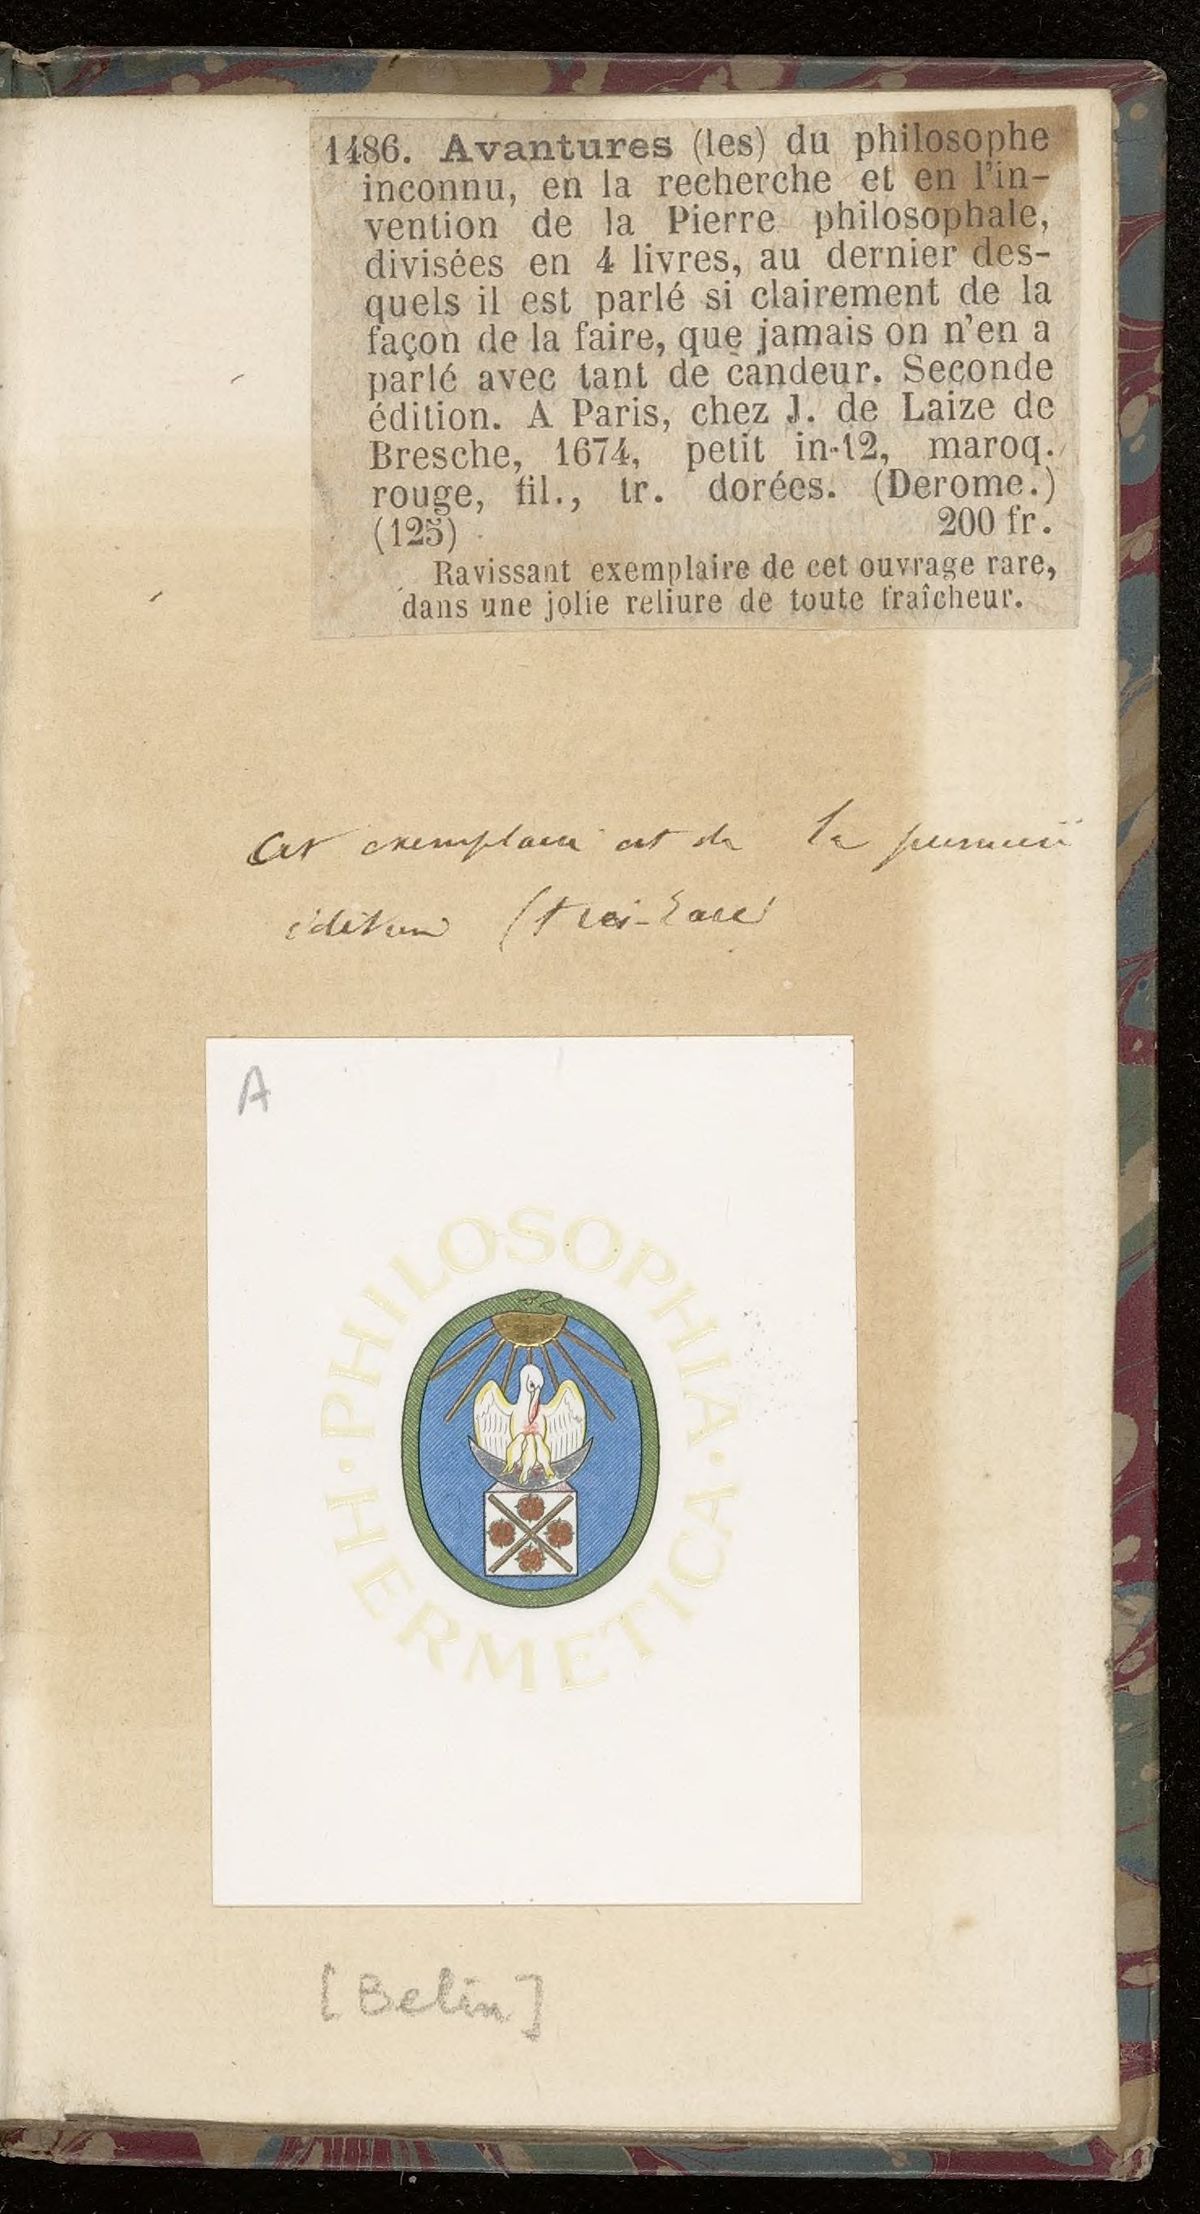 1486. Avantures (les) du philosophe
inconnu, en la recherche et en l'in-
vention de la Pierre philosophale,
divisées en 4 livres, au dernier des-
quels il est parlé si clairement de la
façon de la faire, que jamais on n'en a
parlé avec tant de candeur. Seconde
édition. A Paris, chez J. de Laize de
Bresche, 1674, petit in-12, maroq.
rouge, fil., tr. dorées. (Derome.)
(125) 200 fr.
Ravissant exemplaire de cet ouvrage rare,
dans une jolie reliure de toute fraîcheur.
Cet exemplaire est de la première
édition (très-rare
A
PHILOSOPHIA · HERMETICA ·
[Belin]